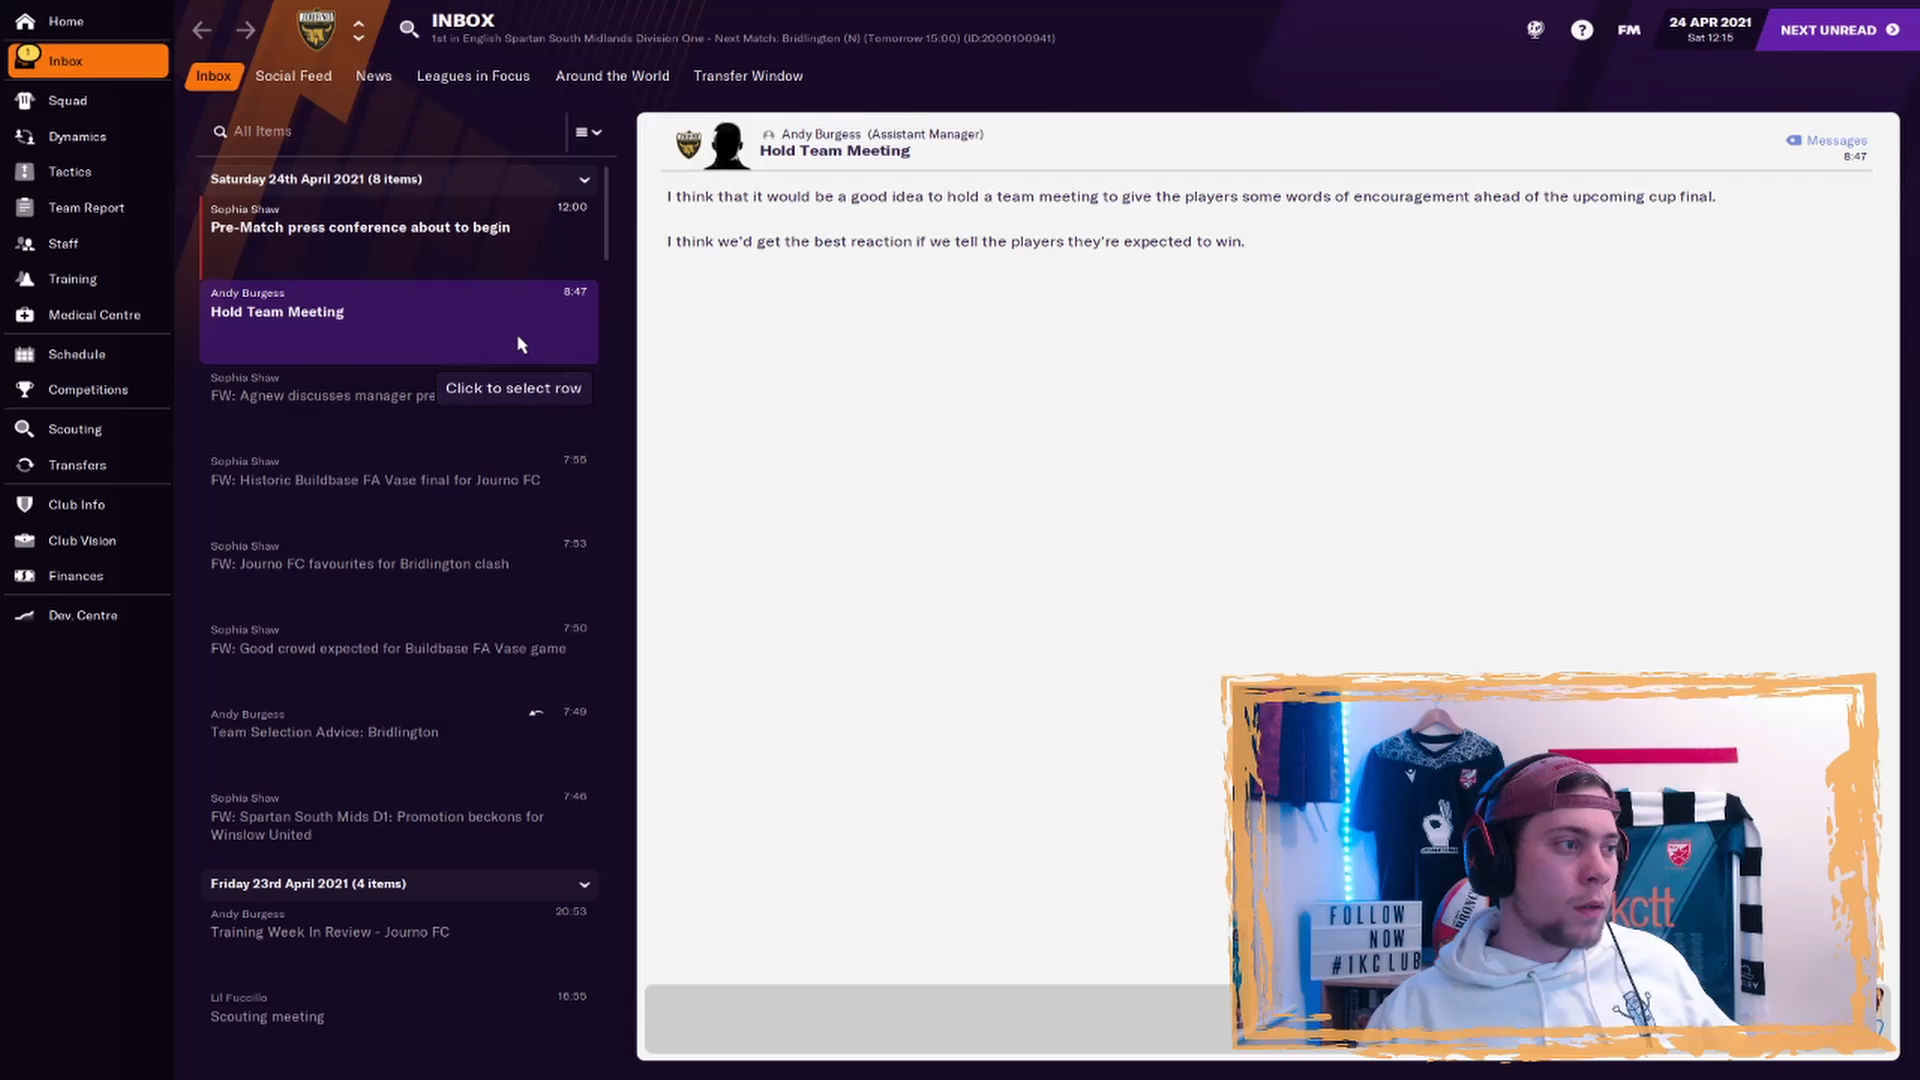 Home
Inbox
1
Squad
Dynamics
Tactics
Team Report
Staff
Training
Medical Centre
Schedule
Competitions
Scouting
Transfers
Club Info
Club Vision
Finances
Dev. Centre
INBOX
1st in English Spartan South Midlands Division One - Next Match: Bridlington (N) (Tomorrow 15:00) (ID:2000100941)
FM
24 APR 2021
Sat 12:15
NEXT UNREAD
Inbox
Social Feed
News
Leagues in Focus
Around the World
Transfer Window
All Items
Saturday 24th April 2021 (8 items)
Sophia Shaw 12:00
Pre-Match press conference about to begin
Andy Burgess 8:47
Hold Team Meeting
Sophia Shaw
FW: Agnew discusses manager pre
Click to select row
Sophia Shaw 7:55
FW: Historic Buildbase FA Vase final for Journo FC
Sophia Shaw 7:53
FW: Journo FC favourites for Bridlington clash
Sophia Shaw 7:50
FW: Good crowd expected for Buildbase FA Vase game
Andy Burgess 7:49
Team Selection Advice: Bridlington
Sophia Shaw 7:46
FW: Spartan South Mids D1: Promotion beckons for
Winslow United
Friday 23rd April 2021 (4 items)
Andy Burgess 20:53
Training Week In Review - Journo FC
Lil Fuccillo 16:55
Scouting meeting
Andy Burgess (Assistant Manager)
Hold Team Meeting
Messages
8:47
I think that it would be a good idea to hold a team meeting to give the players some words of encouragement ahead of the upcoming cup final.
I think we'd get the best reaction if we tell the players they're expected to win.
FOLLOW
NOW
#1KCLUB
kctt